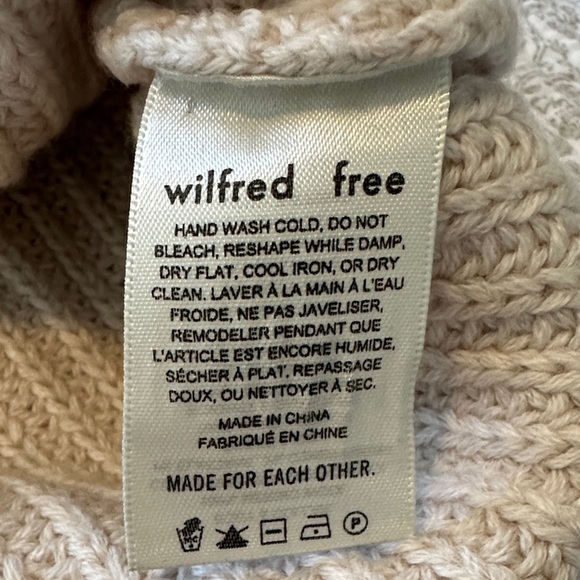 wilfred free
HAND WASH COLD, DO NOT
BLEACH, RESHAPE WHILE DAMP,
DRY FLAT, COOL IRON, OR DRY
CLEAN. LAVER À LA MAIN À L'EAU
FROIDE, NE PAS JAVELISER,
REMODELER PENDANT QUE
L'ARTICLE EST ENCORE HUMIDE,
SÉCHER À PLAT, REPASSAGE
DOUX, OU NETTOYER À SEC.
MADE IN CHINA
FABRIQUÉ EN CHINE
MADE FOR EACH OTHER.
P